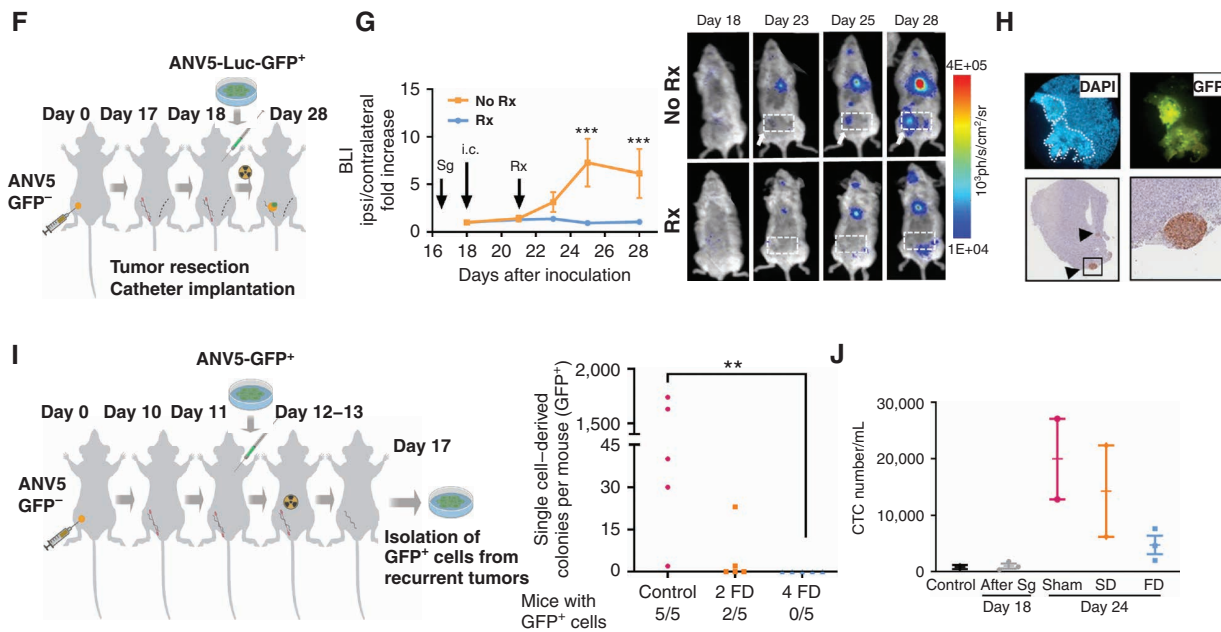 F
ANV5-Luc-GFP⁺
Day 0 Day 17 Day 18 Day 28
ANV5
GFP⁻
Tumor resection
Catheter implantation
G
No Rx
Rx
BLI
ipsi/contralateral
fold increase
15
10
5
0
Sg
i.c.
Rx
***
***
16 18 20 22 24 26 28
Days after inoculation
Day 18 Day 23 Day 25 Day 28
No Rx
Rx
4E+05
10³ph/s/cm²/sr
1E+04
H
DAPI
GFP
I
ANV5-GFP⁺
Day 0 Day 10 Day 11 Day 12–13
Day 17
ANV5
GFP⁻
Isolation of
GFP⁺ cells from
recurrent tumors
Single cell–derived
colonies per mouse (GFP⁺)
2,000
1,500
45
30
15
0
**
Control 2 FD 4 FD
Mice with
GFP⁺ cells
5/5 2/5 0/5
J
CTC number/mL
30,000
20,000
10,000
0
Control After Sg Sham SD FD
Day 18 Day 24